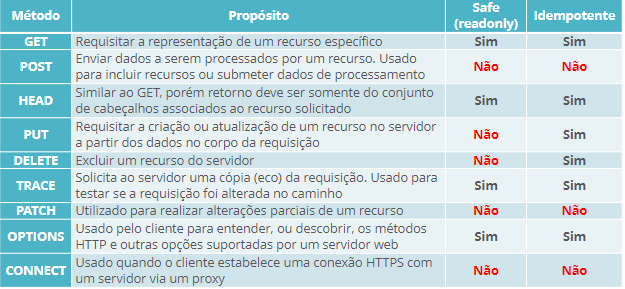 Método Propósito Safe (readonly) Idempotente
GET Requisitar a representação de um recurso específico Sim Sim
POST Enviar dados a serem processados por um recurso. Usado
para incluir recursos ou submeter dados de processamento Não Não
HEAD Similar ao GET, porém retorno deve ser somente do conjunto
de cabeçalhos associados ao recurso solicitado Sim Sim
PUT Requisitar a criação ou atualização de um recurso no servidor
a partir dos dados no corpo da requisição Não Sim
DELETE Excluir um recurso do servidor Não Sim
TRACE Solicita ao servidor uma cópia (eco) da requisição. Usado para
testar se a requisição foi alterada no caminho Sim Sim
PATCH Utilizado para realizar alterações parciais de um recurso Não Não
OPTIONS Usado pelo cliente para entender, ou descobrir, os métodos
HTTP e outras opções suportadas por um servidor web Sim Sim
CONNECT Usado quando o cliente estabelece uma conexão HTTPS com
um servidor via um proxy Não Não